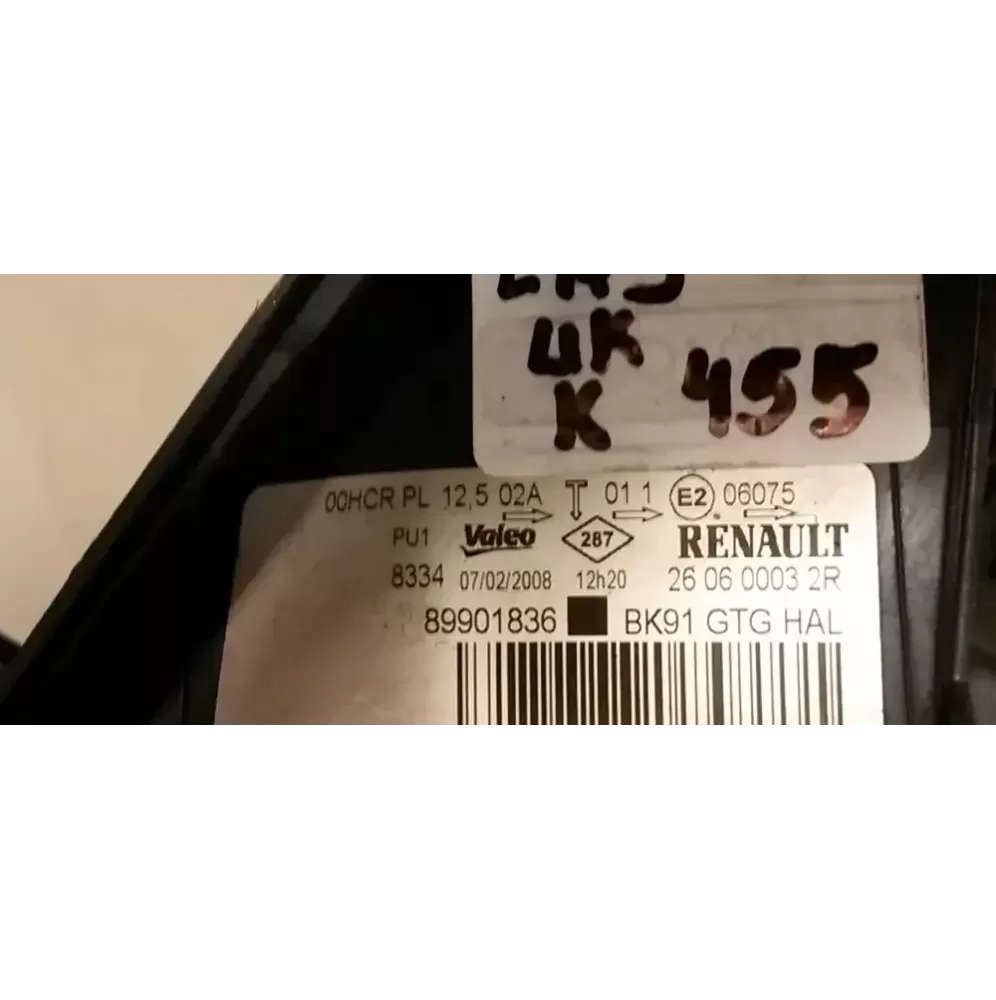 UK
K 455
00HCR PL 12,5 02A T 01 1 E2 06075
PU1 Valeo 287 RENAULT
8334 07/02/2008 12h20 26 06 0003 2R
89901836 BK91 GTG HAL